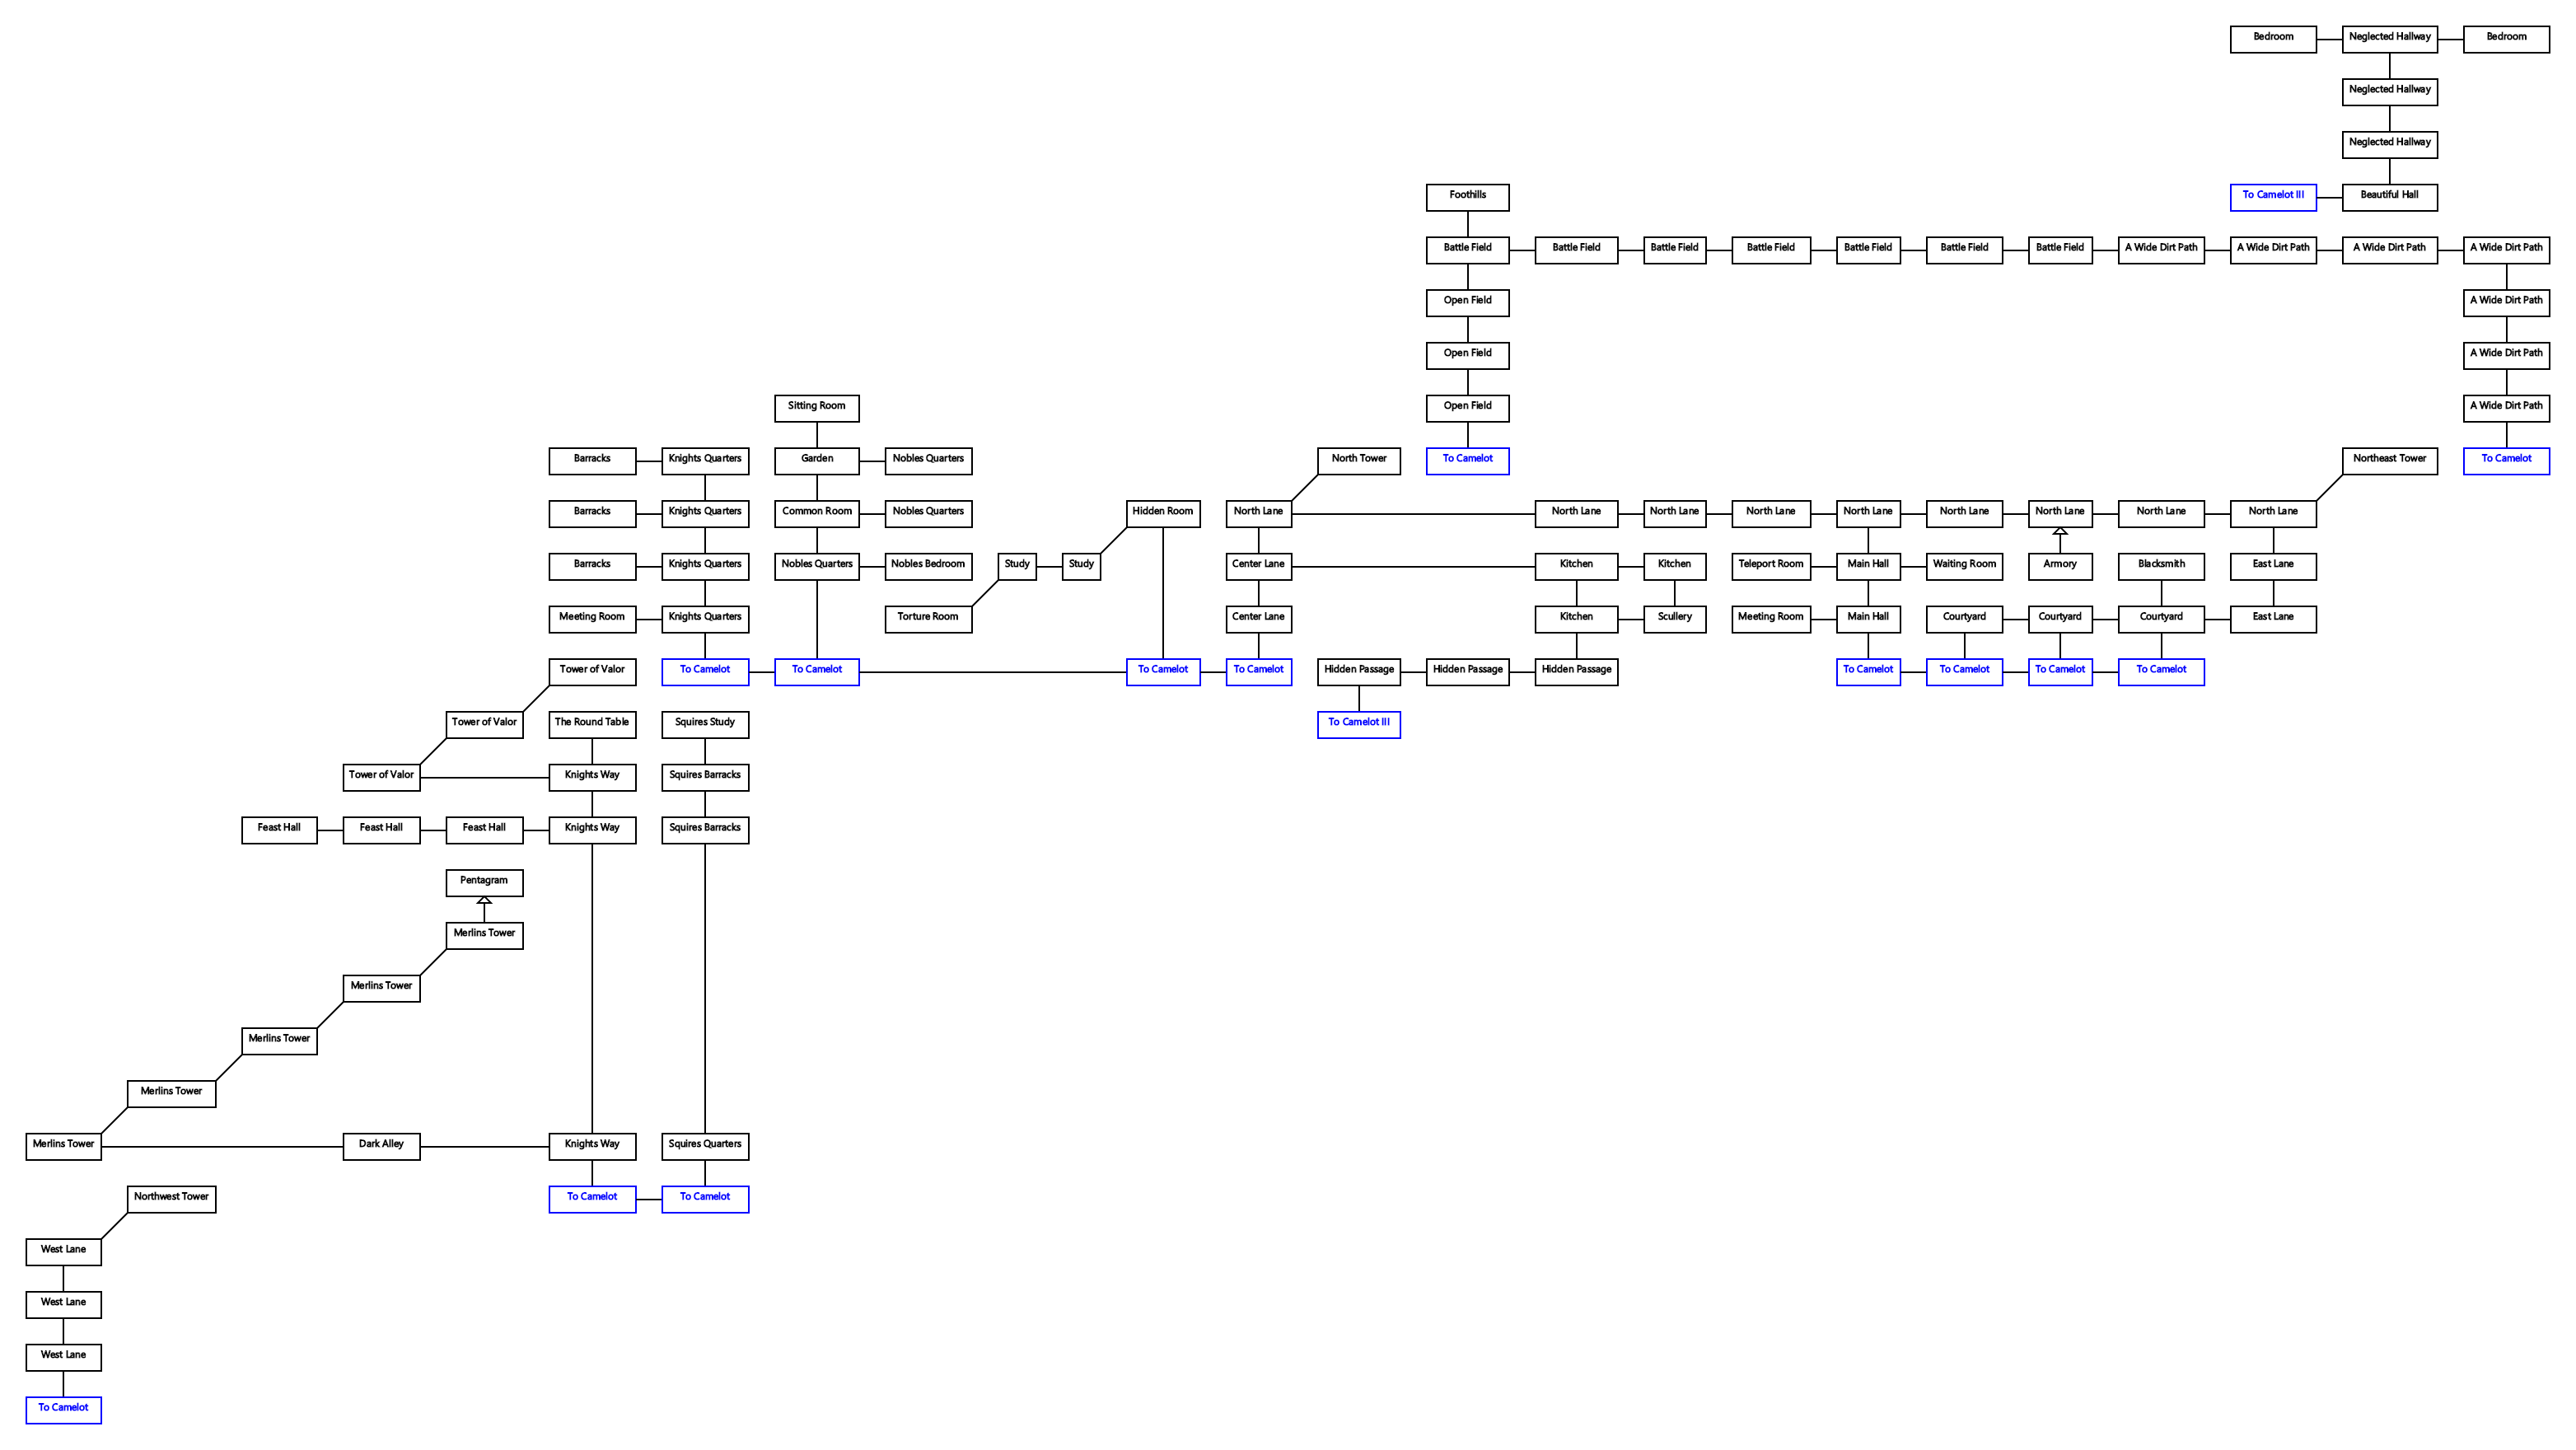 Bedroom
Neglected Hallway
Bedroom
Neglected Hallway
Neglected Hallway
Foothills
To Camelot III
Beautiful Hall
Battle Field
Battle Field
Battle Field
Battle Field
Battle Field
Battle Field
Battle Field
A Wide Dirt Path
A Wide Dirt Path
A Wide Dirt Path
A Wide Dirt Path
Open Field
A Wide Dirt Path
Open Field
A Wide Dirt Path
Sitting Room
Open Field
A Wide Dirt Path
Barracks
Knights Quarters
Garden
Nobles Quarters
North Tower
To Camelot
Northeast Tower
To Camelot
Barracks
Knights Quarters
Common Room
Nobles Quarters
Hidden Room
North Lane
North Lane
North Lane
North Lane
North Lane
North Lane
North Lane
North Lane
North Lane
Barracks
Knights Quarters
Nobles Quarters
Nobles Bedroom
Study
Study
Center Lane
Kitchen
Kitchen
Teleport Room
Main Hall
Waiting Room
Armory
Blacksmith
East Lane
Meeting Room
Knights Quarters
Torture Room
Center Lane
Kitchen
Scullery
Meeting Room
Main Hall
Courtyard
Courtyard
Courtyard
East Lane
Tower of Valor
To Camelot
To Camelot
To Camelot
To Camelot
Hidden Passage
Hidden Passage
Hidden Passage
To Camelot
To Camelot
To Camelot
To Camelot
Tower of Valor
The Round Table
Squires Study
To Camelot III
Tower of Valor
Knights Way
Squires Barracks
Feast Hall
Feast Hall
Feast Hall
Knights Way
Squires Barracks
Pentagram
Merlins Tower
Merlins Tower
Merlins Tower
Merlins Tower
Merlins Tower
Dark Alley
Knights Way
Squires Quarters
Northwest Tower
To Camelot
To Camelot
West Lane
West Lane
West Lane
To Camelot